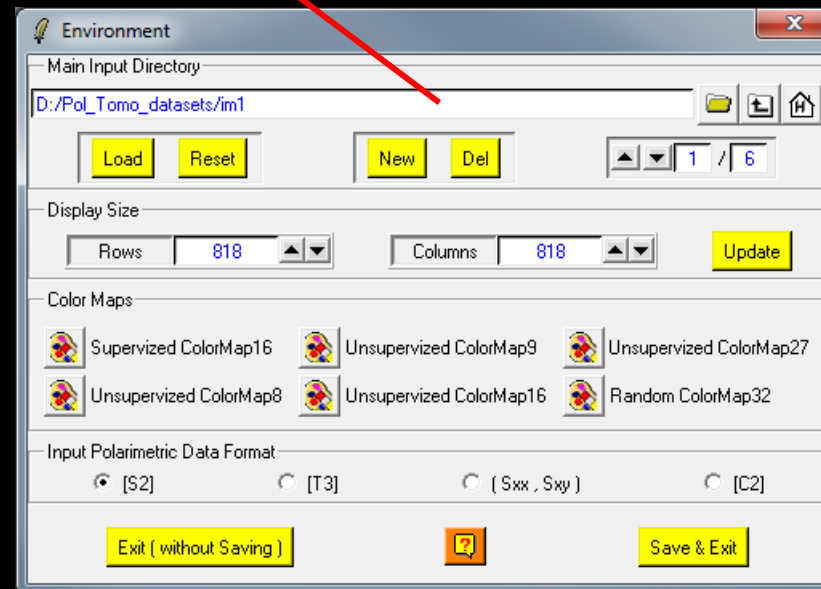 Environment
Main Input Directory
D:/Pol_Tomo_datasets/im1
Load Reset New Del 1 / 6
Display Size
Rows 818 Columns 818 Update
Color Maps
Supervized ColorMap16 Unsupervized ColorMap9 Unsupervized ColorMap27
Unsupervized ColorMap8 Unsupervized ColorMap16 Random ColorMap32
Input Polarimetric Data Format
[S2] [T3] ( Sxx , Sxy ) [C2]
Exit ( without Saving ) ? Save & Exit